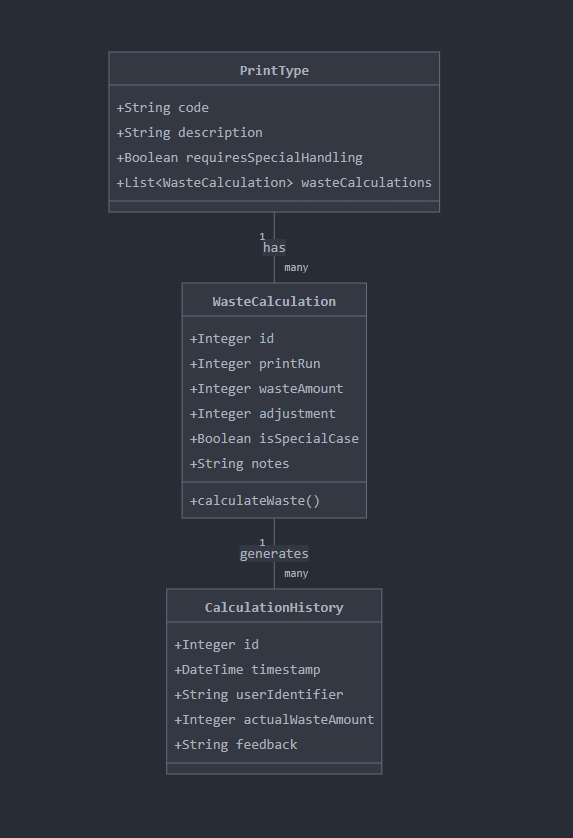 PrintType
+String code
+String description
+Boolean requiresSpecialHandling
+List<WasteCalculation> wasteCalculations
1
has
many
WasteCalculation
+Integer id
+Integer printRun
+Integer wasteAmount
+Integer adjustment
+Boolean isSpecialCase
+String notes
+calculateWaste()
1
generates
many
CalculationHistory
+Integer id
+DateTime timestamp
+String userIdentifier
+Integer actualWasteAmount
+String feedback